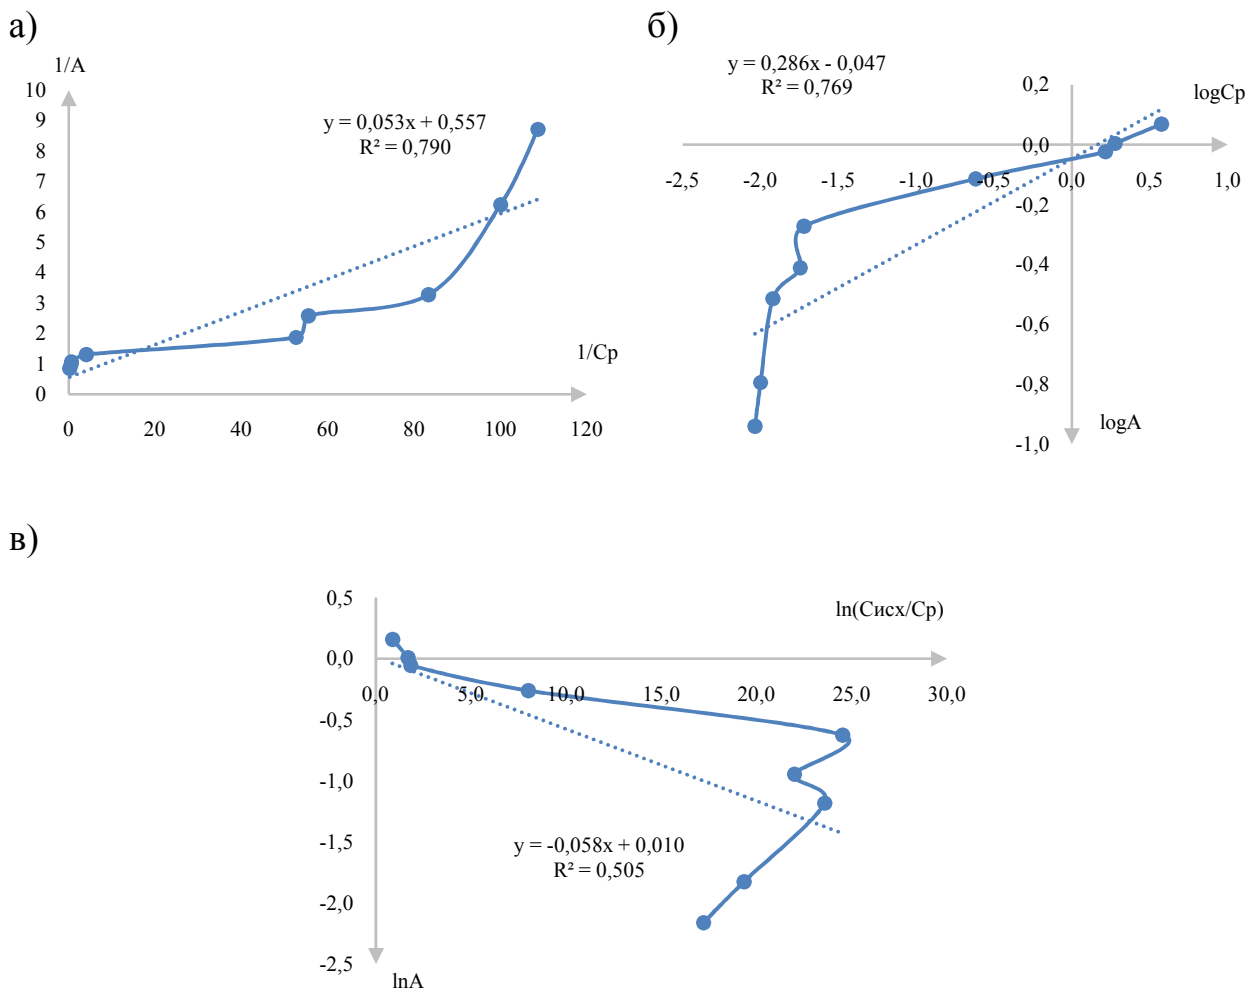 а)
1/A
10
9
8
7
6
5
4
3
2
1
0
y = 0,053x + 0,557
R² = 0,790
1/Cp
0 20 40 60 80 100 120
б)
y = 0,286x - 0,047
R² = 0,769
logCp
0,2
0,0
-0,2
-0,4
-0,6
-0,8
-1,0
-2,5 -2,0 -1,5 -1,0 -0,5 0,0 0,5 1,0
logA
в)
ln(Cисх/Cp)
0,5
0,0
-0,5
-1,0
-1,5
-2,0
-2,5
0,0 5,0 10,0 15,0 20,0 25,0 30,0
y = -0,058x + 0,010
R² = 0,505
lnA